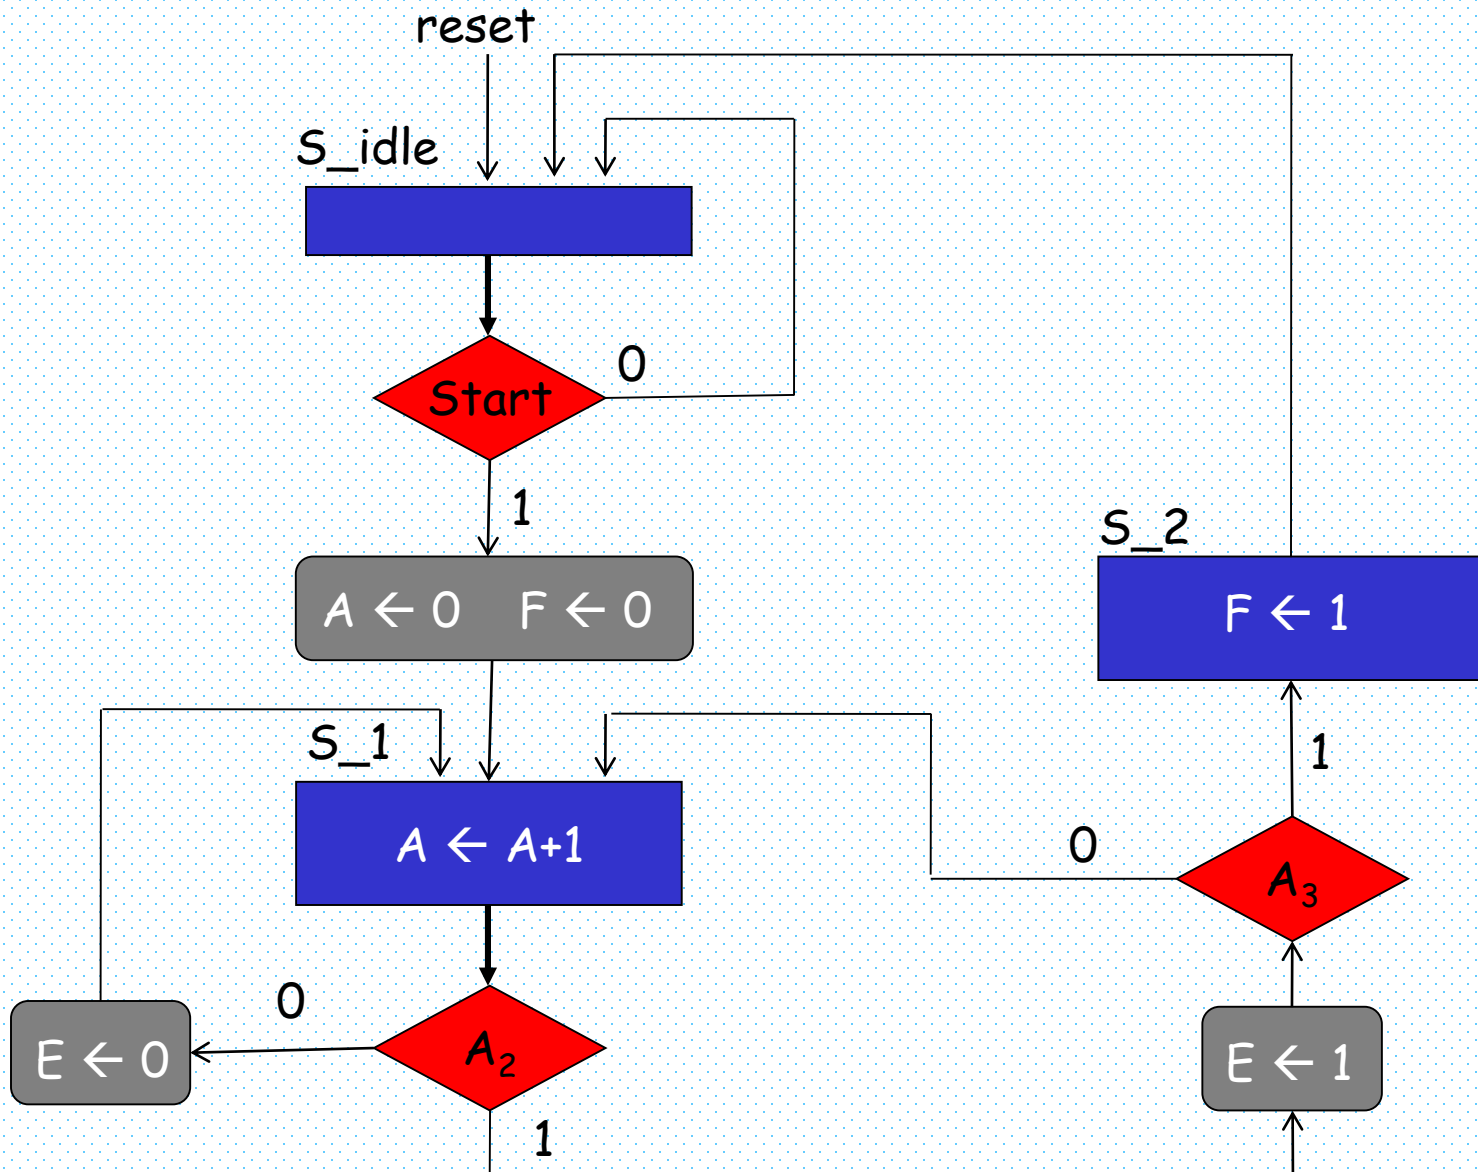 reset
S_idle
Start
0
1
A ← 0 F ← 0
S_1
A ← A+1
0
A₂
1
E ← 0
E ← 1
A₃
0
1
S_2
F ← 1